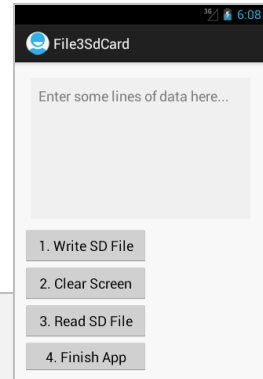 3G 6:08
File3SdCard
Enter some lines of data here...
1. Write SD File
2. Clear Screen
3. Read SD File
4. Finish App